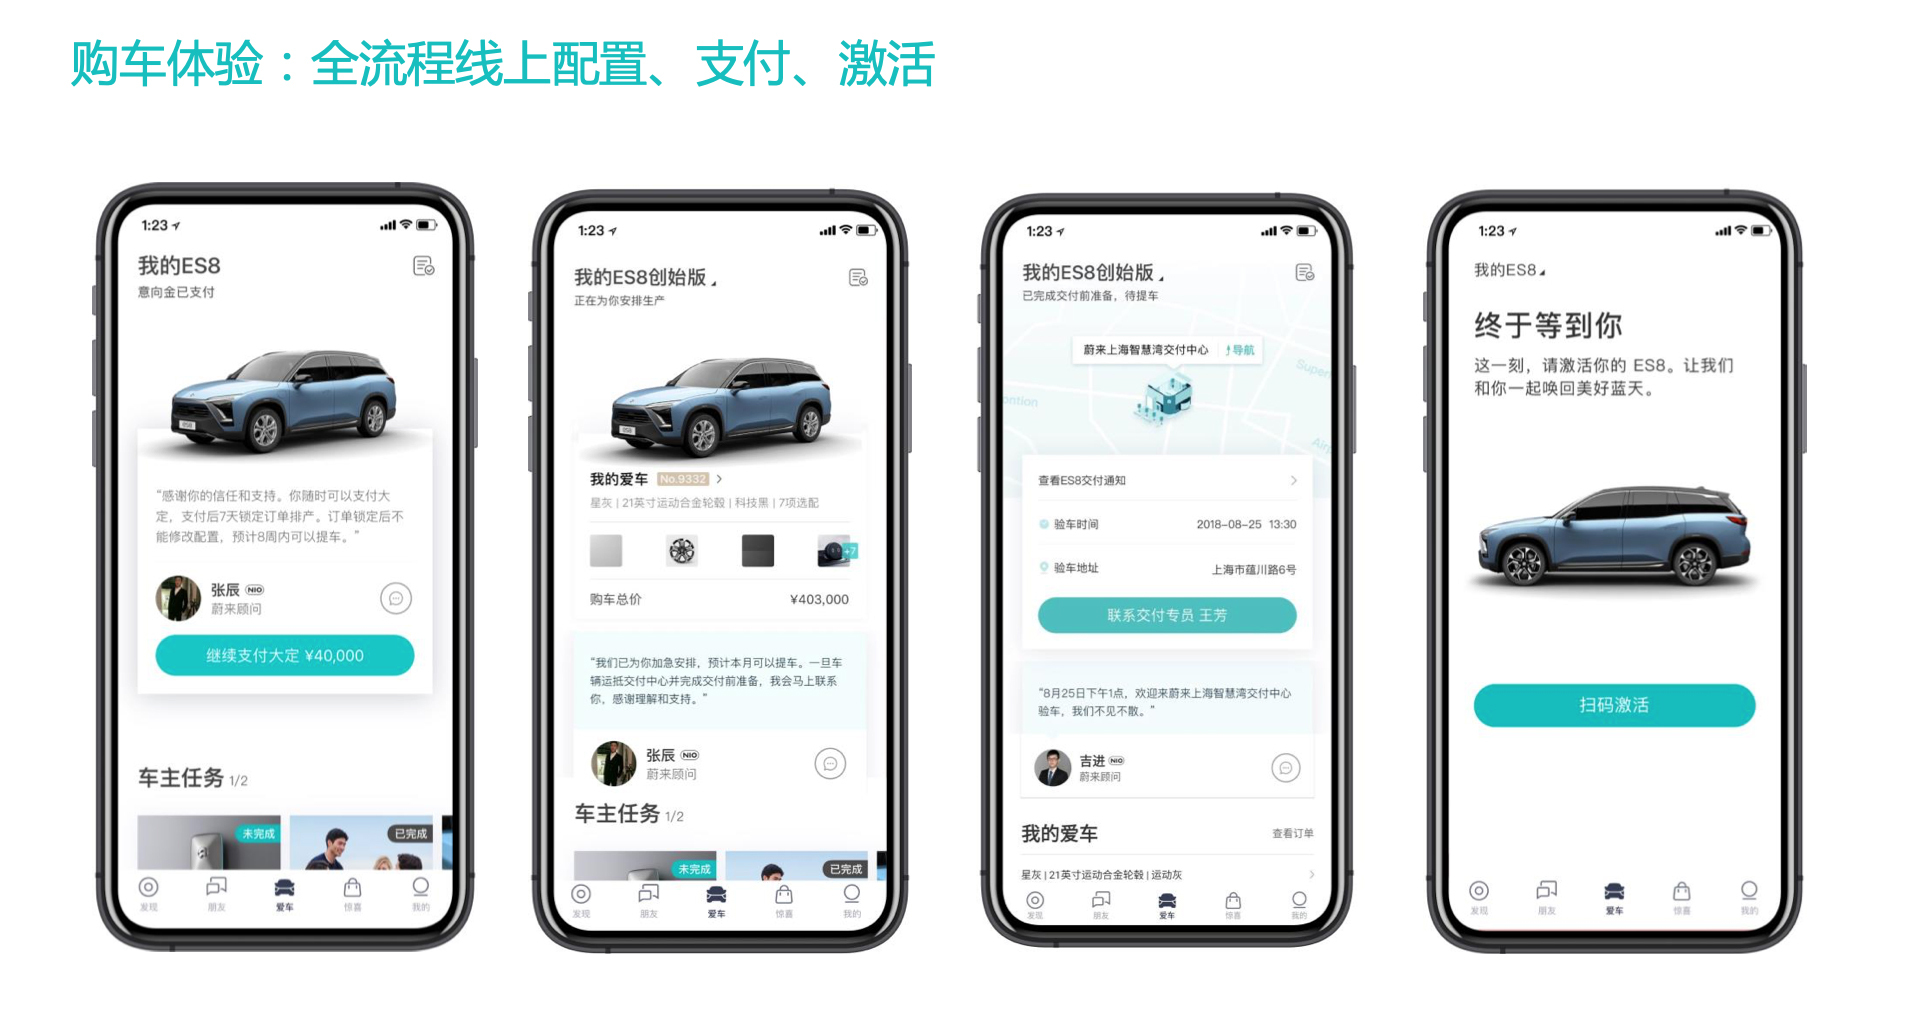 购车体验：全流程线上配置、支付、激活
1:23
我的ES8
意向金已支付
ES8
“感谢你的信任和支持。你随时可以支付大
定，支付后7天锁定订单排产。订单锁定后不
能修改配置，预计8周内可以提车。”
张辰 NIO
蔚来顾问
继续支付大定 ¥40,000
车主任务 1/2
未完成
已完成
发现 朋友 爱车 惊喜 我的
1:23
我的ES8创始版
正在为你安排生产
ES8
我的爱车 No.9332
星灰 | 21英寸运动合金轮毂 | 科技黑 | 7项选配
+7
购车总价 ¥403,000
“我们已为你加急安排，预计本月可以提车。一旦车
辆运抵交付中心并完成交付前准备，我会马上联系
你，感谢理解和支持。”
张辰 NIO
蔚来顾问
车主任务 1/2
未完成
已完成
发现 朋友 爱车 惊喜 我的
1:23
我的ES8创始版
已完成交付前准备，待提车
蔚来上海智慧湾交付中心 导航
查看ES8交付通知
验车时间 2018-08-25 13:30
验车地址 上海市蕴川路6号
联系交付专员 王芳
“8月25日下午1点，欢迎来蔚来上海智慧湾交付中心
验车，我们不见不散。”
吉进 NIO
蔚来顾问
我的爱车 查看订单
星灰 | 21英寸运动合金轮毂 | 运动灰
发现 朋友 爱车 惊喜 我的
1:23
我的ES8
终于等到你
这一刻，请激活你的 ES8。让我们
和你一起唤回美好蓝天。
扫码激活
发现 朋友 爱车 惊喜 我的